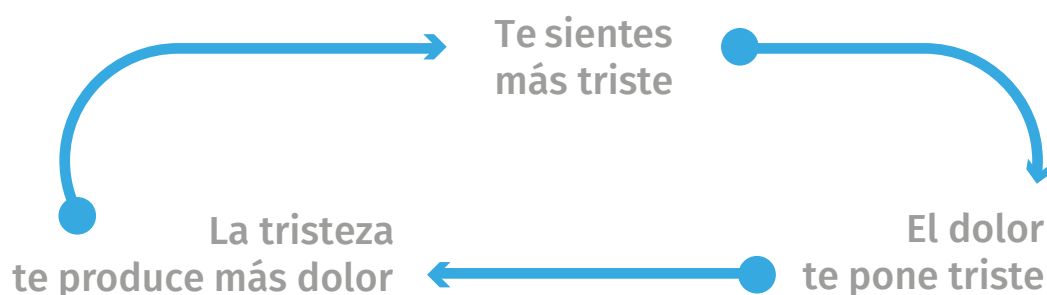 Te sientes
más triste
El dolor
te pone triste
La tristeza
te produce más dolor